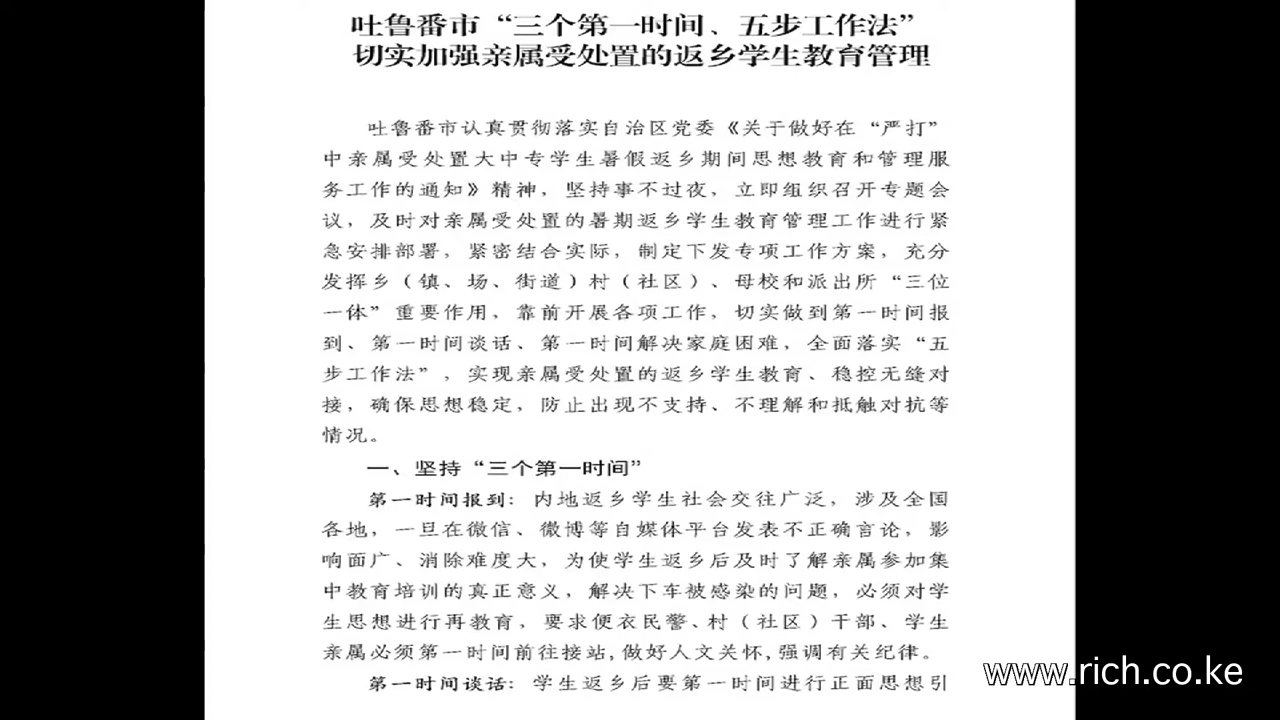 吐鲁番市“三个第一时间、五步工作法”
切实加强亲属受处置的返乡学生教育管理
吐鲁番市认真贯彻落实自治区党委《关于做好在“严打”
中亲属受处置大中专学生暑假返乡期间思想教育和管理服
务工作的通知》精神，坚持事不过夜，立即组织召开专题会
议，及时对亲属受处置的暑期返乡学生教育管理工作进行紧
急安排部署，紧密结合实际，制定下发专项工作方案，充分
发挥乡（镇、场、街道）村（社区）、母校和派出所“三位
一体”重要作用，靠前开展各项工作，切实做到第一时间报
到、第一时间谈话、第一时间解决家庭困难，全面落实“五
步工作法”，实现亲属受处置的返乡学生教育、稳控无缝对
接，确保思想稳定，防止出现不支持、不理解和抵触对抗等
情况。
一、坚持“三个第一时间”
第一时间报到：内地返乡学生社会交往广泛，涉及全国
各地，一旦在微信、微博等自媒体平台发表不正确言论，影
响面广、消除难度大，为使学生返乡后及时了解亲属参加集
中教育培训的真正意义，解决下车被感染的问题，必须对学
生思想进行再教育，要求便衣民警、村（社区）干部、学生
亲属必须第一时间前往接站,做好人文关怀,强调有关纪律。
第一时间谈话：学生返乡后要第一时间进行正面思想引
www.rich.co.ke